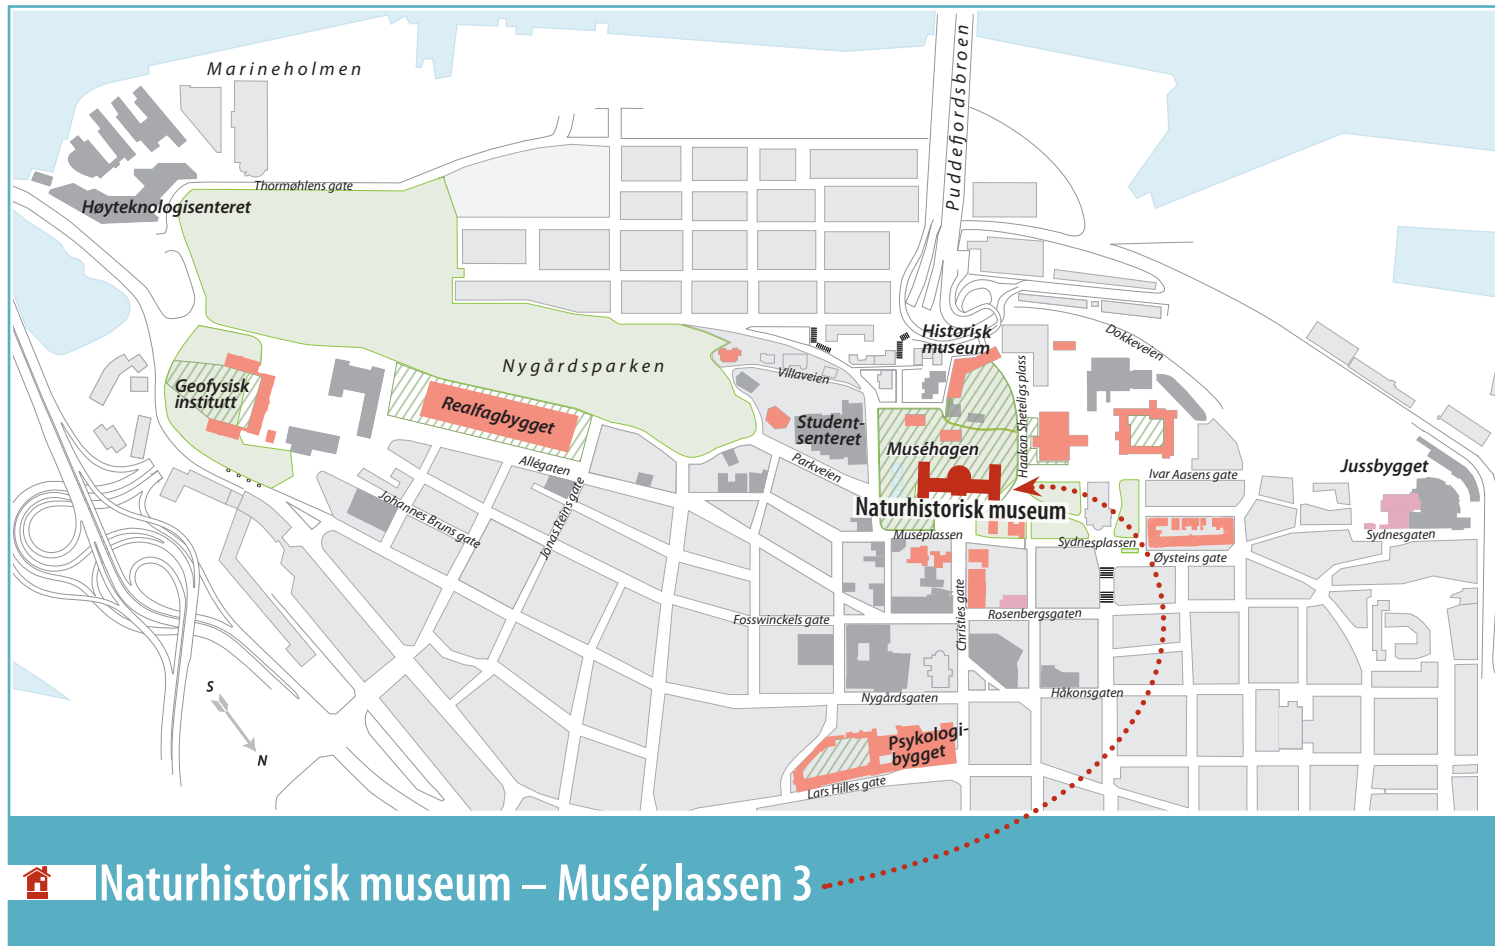 Marineholmen
Puddefjordsbroen
Thormøhlens gate
Høyteknologisenteret
Historisk
museum
Dokkeveien
Nygårdsparken
Villaveien
Haakon Sheteligs plass
Geofysisk
institutt
Realfagbygget
Student-
senteret
Muséhagen
Parkveien
Allégaten
Ivar Aasens gate
Jussbygget
Johannes Bruns gate
Jonas Reins gate
Naturhistorisk museum
Muséplassen
Sydnesplassen
Sydnesgaten
Øysteins gate
Christies gate
Rosenbergsgaten
Fosswinckels gate
Nygårdsgaten
Håkonsgaten
S
N
Psykologi-
bygget
Lars Hilles gate
Naturhistorisk museum – Muséplassen 3